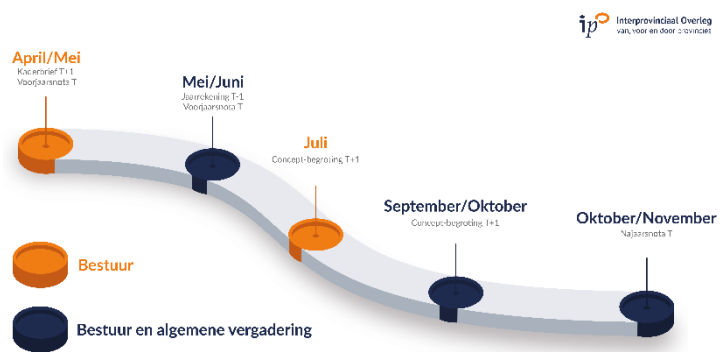 ipo Interprovinciaal Overleg
van, voor en door provincies
April/Mei
Kaderbrief T+1
Voorjaarsnota T
Mei/Juni
Jaarrekening T-1
Voorjaarsnota T
Juli
Concept-begroting T+1
September/Oktober
Concept-begroting T+1
Oktober/November
Najaarsnota T
Bestuur
Bestuur en algemene vergadering